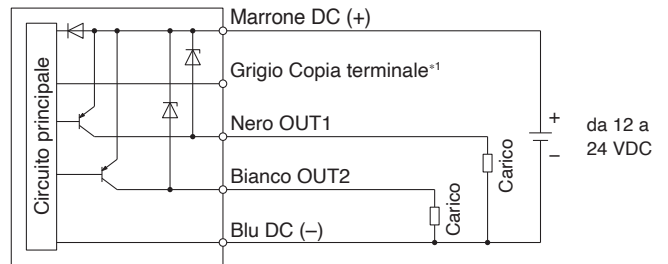 Marrone DC (+)
Grigio Copia terminale*1
Nero OUT1
Bianco OUT2
Blu DC (–)
Circuito principale
Carico
Carico
+
–
da 12 a
24 VDC